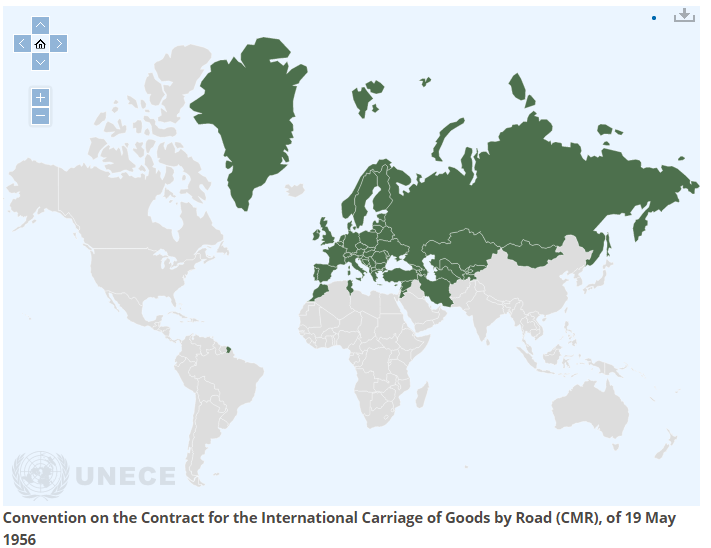 UNECE
Convention on the Contract for the International Carriage of Goods by Road (CMR), of 19 May
1956